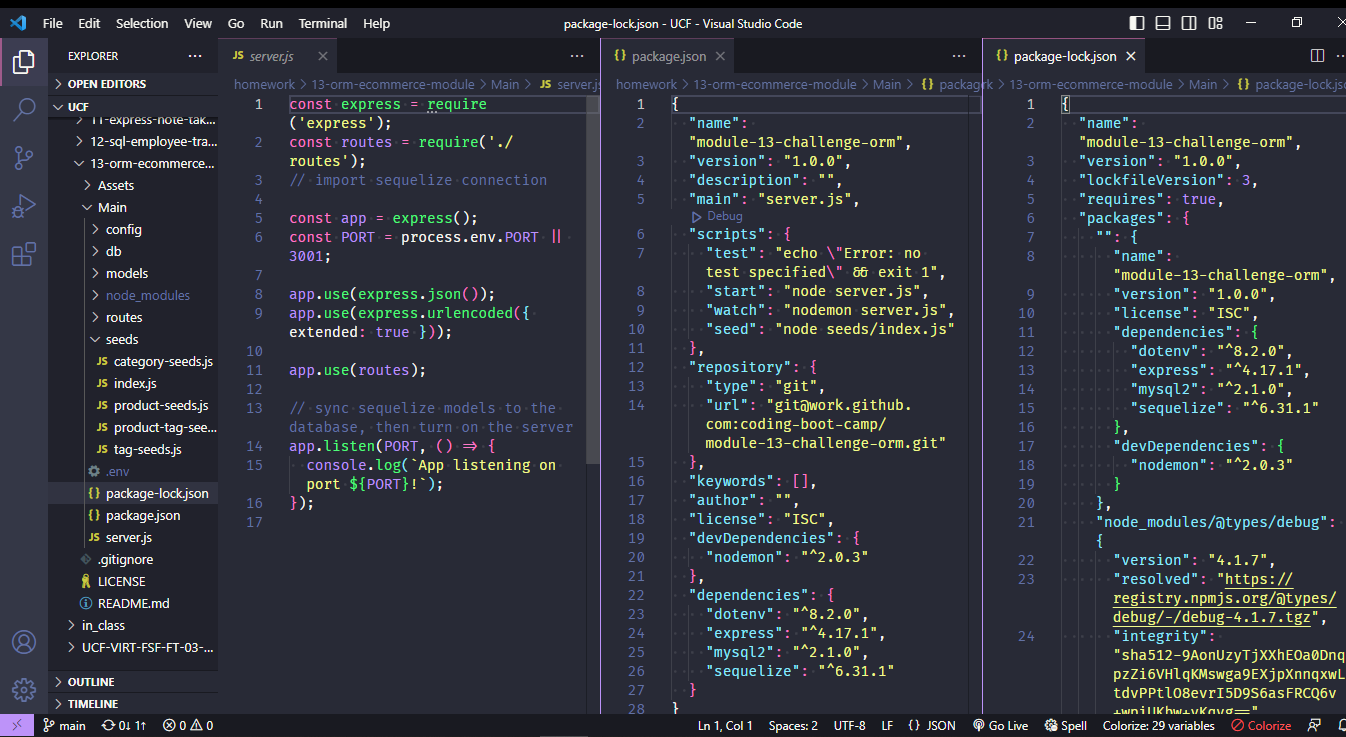 File Edit Selection View Go Run Terminal Help
package-lock.json - UCF - Visual Studio Code
EXPLORER
OPEN EDITORS
UCF
11-express-note-tak...
12-sql-employee-tra...
13-orm-ecommerce...
Assets
Main
config
db
models
node_modules
routes
seeds
JS category-seeds.js
JS index.js
JS product-seeds.js
JS product-tag-see...
JS tag-seeds.js
.env
{} package-lock.json
{} package.json
JS server.js
.gitignore
LICENSE
README.md
in_class
UCF-VIRT-FSF-FT-03-...
OUTLINE
TIMELINE
JS server.js
homework > 13-orm-ecommerce-module > Main > JS server.js
1 const express = require
('express');
2 const routes = require('./
routes');
3 // import sequelize connection
4
5 const app = express();
6 const PORT = process.env.PORT ||
3001;
7
8 app.use(express.json());
9 app.use(express.urlencoded({
extended: true }));
10
11 app.use(routes);
12
13 // sync sequelize models to the
database, then turn on the server
14 app.listen(PORT, () => {
15 console.log(`App listening on
port ${PORT}!`);
16 });
17
{} package.json
homework > 13-orm-ecommerce-module > Main > {} packag
1 {
2 "name":
"module-13-challenge-orm",
3 "version": "1.0.0",
4 "description": "",
5 "main": "server.js",
Debug
6 "scripts": {
7 "test": "echo \"Error: no
test specified\" && exit 1",
8 "start": "node server.js",
9 "watch": "nodemon server.js",
10 "seed": "node seeds/index.js"
11 },
12 "repository": {
13 "type": "git",
14 "url": "git@work.github.
com:coding-boot-camp/
module-13-challenge-orm.git"
15 },
16 "keywords": [],
17 "author": "",
18 "license": "ISC",
19 "devDependencies": {
20 "nodemon": "^2.0.3"
21 },
22 "dependencies": {
23 "dotenv": "^8.2.0",
24 "express": "^4.17.1",
25 "mysql2": "^2.1.0",
26 "sequelize": "^6.31.1"
27 }
28 }
{} package-lock.json
rk > 13-orm-ecommerce-module > Main > {} package-lock.jso
1 {
2 "name":
"module-13-challenge-orm",
3 "version": "1.0.0",
4 "lockfileVersion": 3,
5 "requires": true,
6 "packages": {
7 "": {
8 "name":
"module-13-challenge-orm",
9 "version": "1.0.0",
10 "license": "ISC",
11 "dependencies": {
12 "dotenv": "^8.2.0",
13 "express": "^4.17.1",
14 "mysql2": "^2.1.0",
15 "sequelize": "^6.31.1"
16 },
17 "devDependencies": {
18 "nodemon": "^2.0.3"
19 }
20 },
21 "node_modules/@types/debug":
{
22 "version": "4.1.7",
23 "resolved": "https://
registry.npmjs.org/@types/
debug/-/debug-4.1.7.tgz",
24 "integrity":
"sha512-9AonUzyTjXXhEOa0Dnq
pzZi6VHlqKMswga9EXjpXnnqxwL
tdvPPtlO8evrI5D9S6asFRCQ6v
main 0↓ 1↑ 0 0
Ln 1, Col 1 Spaces: 2 UTF-8 LF {} JSON Go Live Spell Colorize: 29 variables Colorize